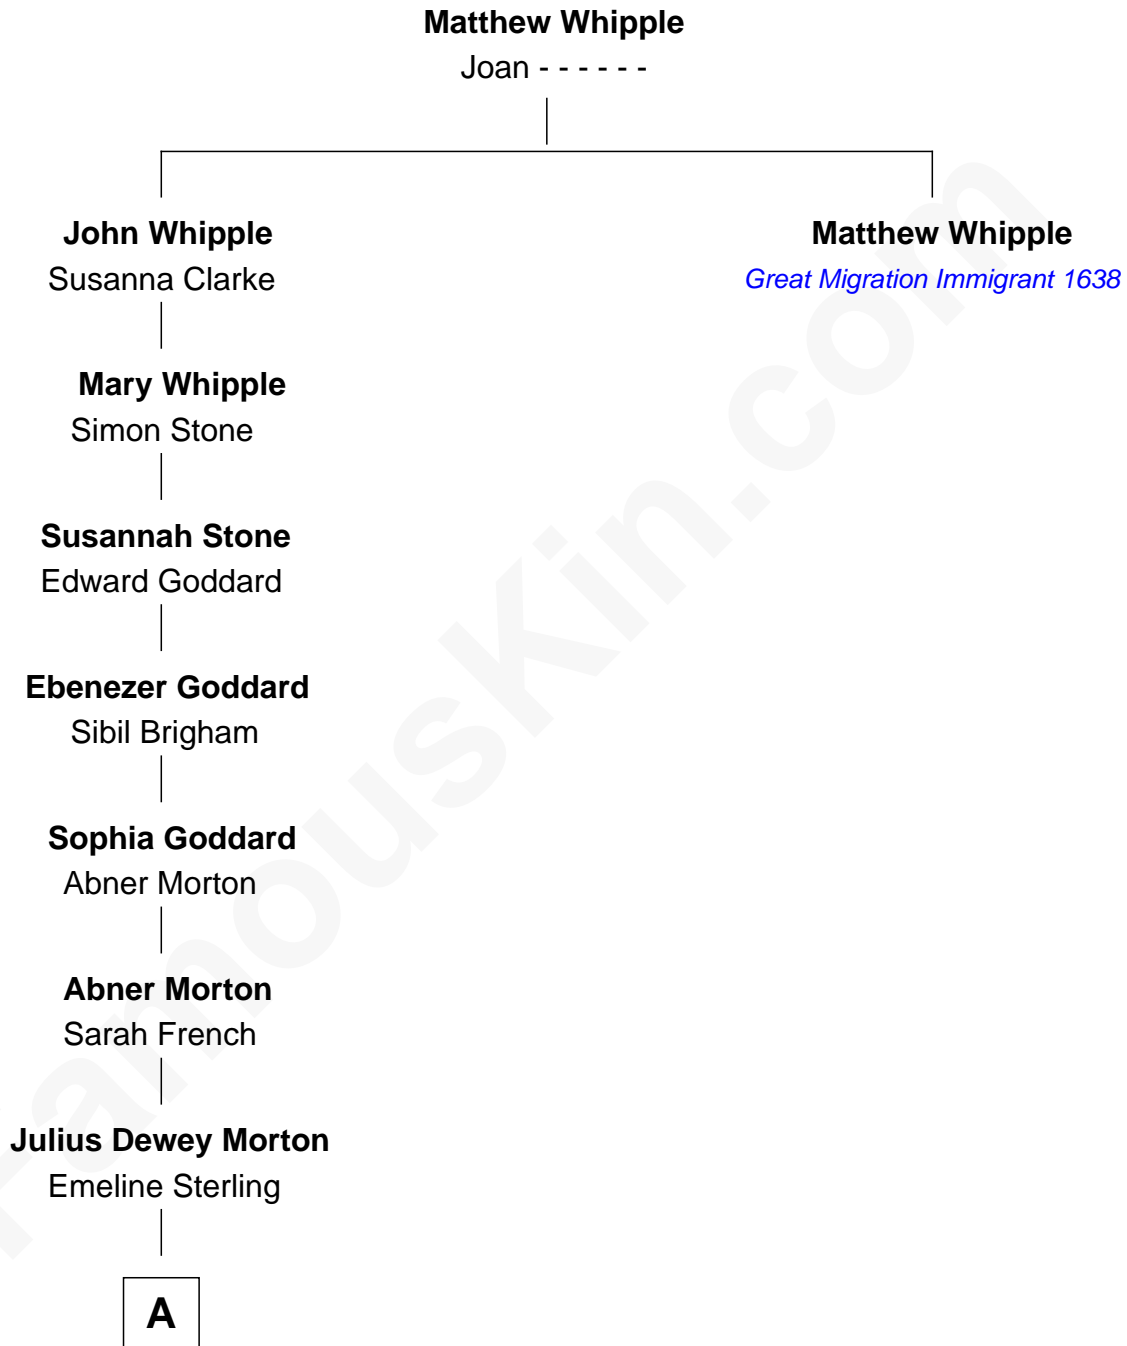 Matthew Whipple
Joan - - - - - -
John Whipple
Susanna Clarke
Matthew Whipple
Great Migration Immigrant 1638
Mary Whipple
Simon Stone
Susannah Stone
Edward Goddard
Ebenezer Goddard
Sibil Brigham
Sophia Goddard
Abner Morton
Abner Morton
Sarah French
Julius Dewey Morton
Emeline Sterling
A
FamousKin.com